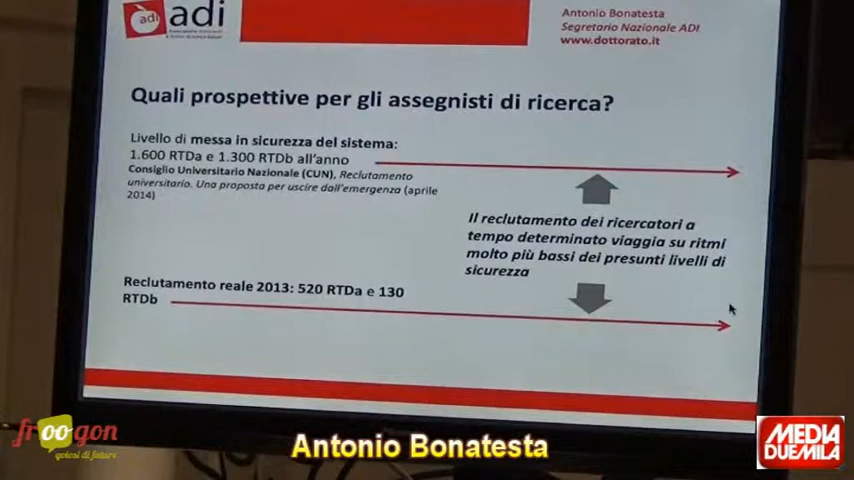 adi
adi
Antonio Bonatesta
Segretario Nazionale ADI
www.dottorato.it
Quali prospettive per gli assegnisti di ricerca?
Livello di messa in sicurezza del sistema:
1.600 RTDa e 1.300 RTDb all'anno
Consiglio Universitario Nazionale (CUN), Reclutamento
universitario. Una proposta per uscire dall'emergenza (aprile
2014)
Il reclutamento dei ricercatori a
tempo determinato viaggia su ritmi
molto più bassi dei presunti livelli di
sicurezza
Reclutamento reale 2013: 520 RTDa e 130
RTDb
froogon
Antonio Bonatesta
MEDIA
DUEMILA